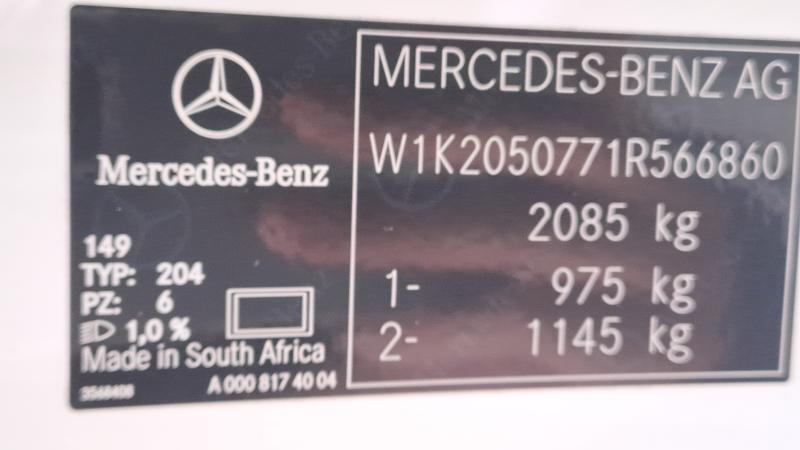 Mercedes-Benz
149
TYP: 204
PZ: 6
1,0 %
Made in South Africa
3568408
A 000 817 40 04
MERCEDES-BENZ AG
W1K2050771R566860
2085 kg
1- 975 kg
2- 1145 kg